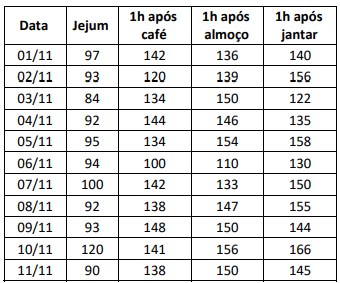 Data Jejum 1h após café 1h após almoço 1h após jantar
01/11 97 142 136 140
02/11 93 120 139 156
03/11 84 134 150 122
04/11 92 144 146 135
05/11 95 134 154 158
06/11 94 100 110 130
07/11 100 142 133 150
08/11 92 138 147 155
09/11 93 148 150 144
10/11 120 141 156 166
11/11 90 138 150 145